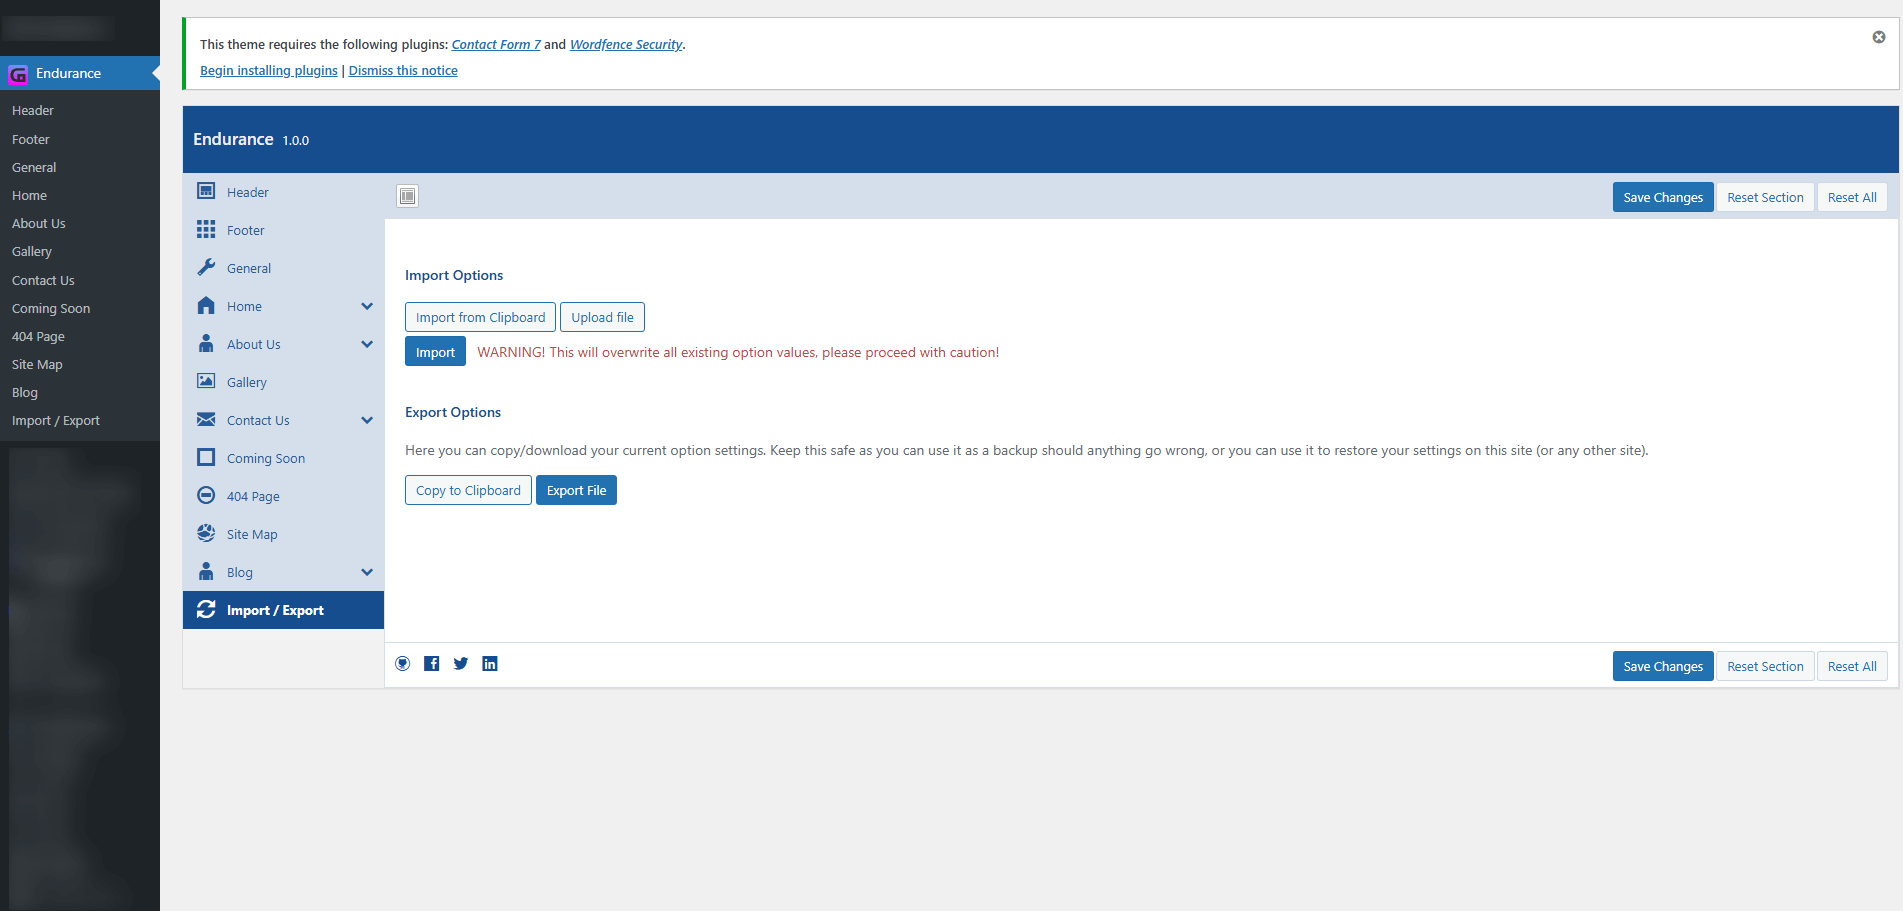 This theme requires the following plugins: Contact Form 7 and Wordfence Security.
Begin installing plugins | Dismiss this notice
Endurance
Header
Footer
General
Home
About Us
Gallery
Contact Us
Coming Soon
404 Page
Site Map
Blog
Import / Export
Endurance 1.0.0
Header
Footer
General
Home
About Us
Gallery
Contact Us
Coming Soon
404 Page
Site Map
Blog
Import / Export
Save Changes Reset Section Reset All
Import Options
Import from Clipboard Upload file
Import WARNING! This will overwrite all existing option values, please proceed with caution!
Export Options
Here you can copy/download your current option settings. Keep this safe as you can use it as a backup should anything go wrong, or you can use it to restore your settings on this site (or any other site).
Copy to Clipboard Export File
Save Changes Reset Section Reset All